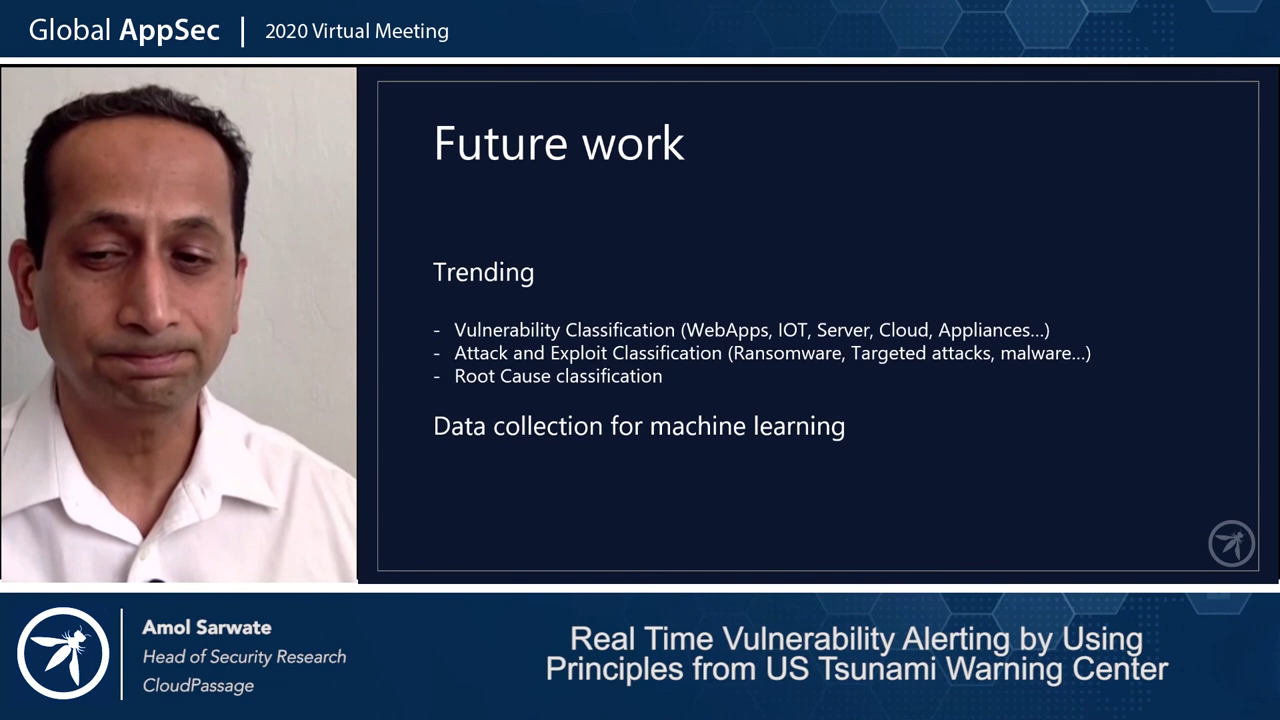 Global AppSec | 2020 Virtual Meeting
Future work
Trending
- Vulnerability Classification (WebApps, IOT, Server, Cloud, Appliances...)
- Attack and Exploit Classification (Ransomware, Targeted attacks, malware...)
- Root Cause classification
Data collection for machine learning
Amol Sarwate
Head of Security Research
CloudPassage
Real Time Vulnerability Alerting by Using
Principles from US Tsunami Warning Center